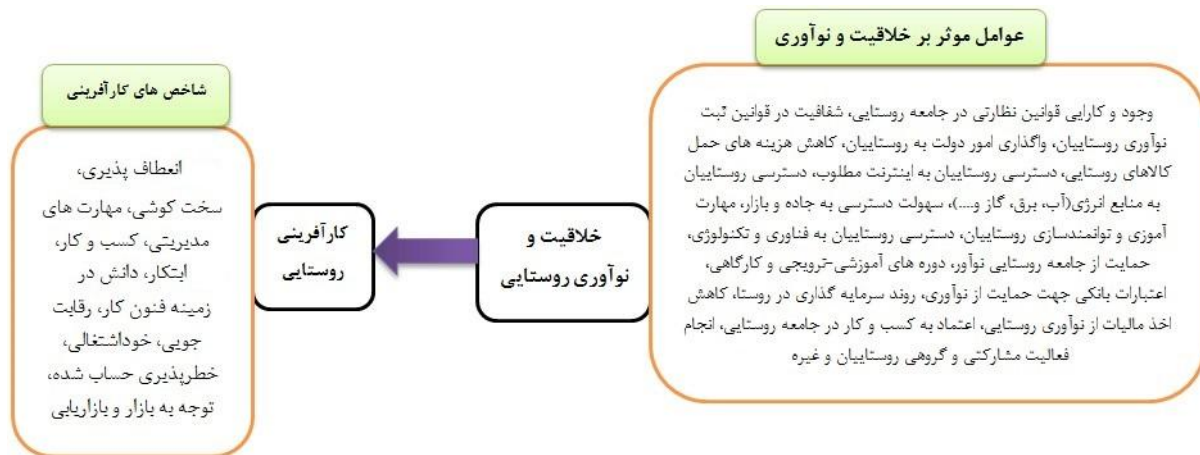 عوامل موثر بر خلاقیت و نوآوری
وجود و کارایی قوانین نظارتی در جامعه روستایی، شفافیت در قوانین ثبت
نوآوری روستاییان، واگذاری امور دولت به روستاییان، کاهش هزینه های حمل
کالاهای روستایی، دسترسی روستاییان به اینترنت مطلوب، دسترسی روستاییان
به منابع انرژی(آب، برق، گاز و....)، سهولت دسترسی به جاده و بازار، مهارت
آموزی و توانمندسازی روستاییان، دسترسی روستاییان به فناوری و تکنولوژی،
حمایت از جامعه روستایی نوآور، دوره های آموزشی-ترویجی و کارگاهی،
اعتبارات بانکی جهت حمایت از نوآوری، روند سرمایه گذاری در روستا، کاهش
اخذ مالیات از نوآوری روستایی، اعتماد به کسب و کار در جامعه روستایی، انجام
فعالیت مشارکتی و گروهی روستاییان و غیره
خلاقیت و
نوآوری روستایی
کارآفرینی
روستایی
شاخص های کارآفرینی
انعطاف پذیری،
سخت کوشی، مهارت های
مدیریتی، کسب و کار،
ابتکار، دانش در
زمینه فنون کار، رقابت
جویی، خوداشتغالی،
خطرپذیری حساب شده،
توجه به بازار و بازاریابی